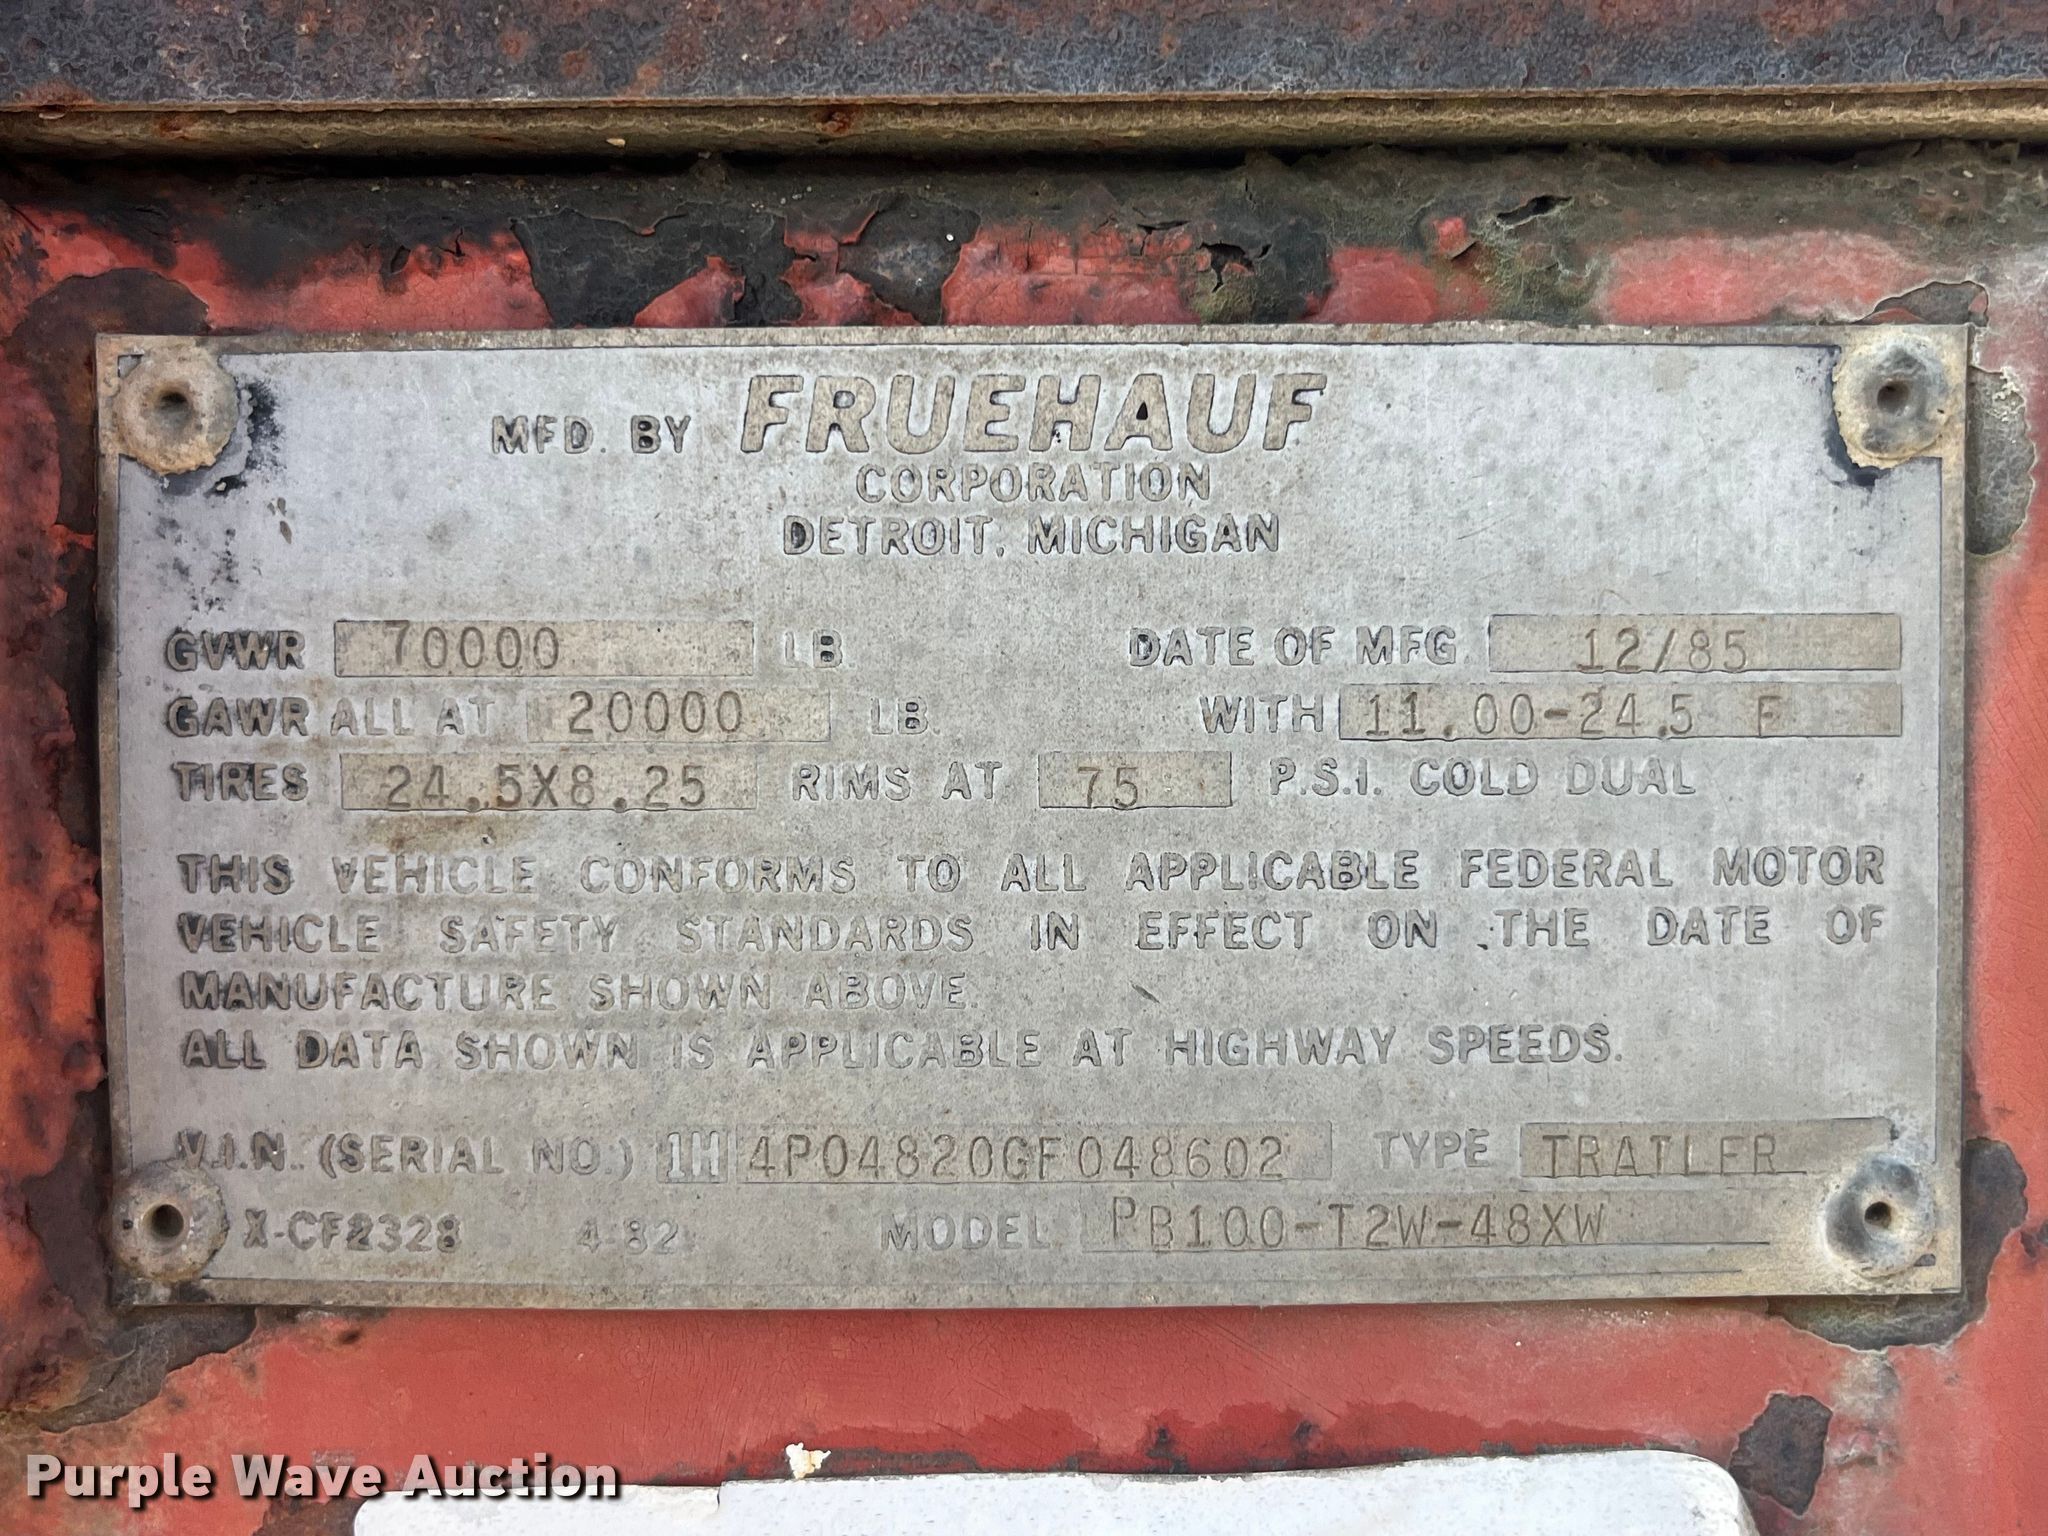 MFD. BY FRUEHAUF
CORPORATION
DETROIT, MICHIGAN
GVWR 70000 LB. DATE OF MFG. 12/85
GAWR ALL AT 20000 LB. WITH 11.00-24.5 F
TIRES 24.5X8.25 RIMS AT 75 P.S.I. COLD DUAL
THIS VEHICLE CONFORMS TO ALL APPLICABLE FEDERAL MOTOR
VEHICLE SAFETY STANDARDS IN EFFECT ON THE DATE OF
MANUFACTURE SHOWN ABOVE.
ALL DATA SHOWN IS APPLICABLE AT HIGHWAY SPEEDS.
V.I.N. (SERIAL NO.) 1H 4P04820GF048602 TYPE TRAILER
X-CF2328 4-82 MODEL PB100-T2W-48XW
Purple Wave Auction